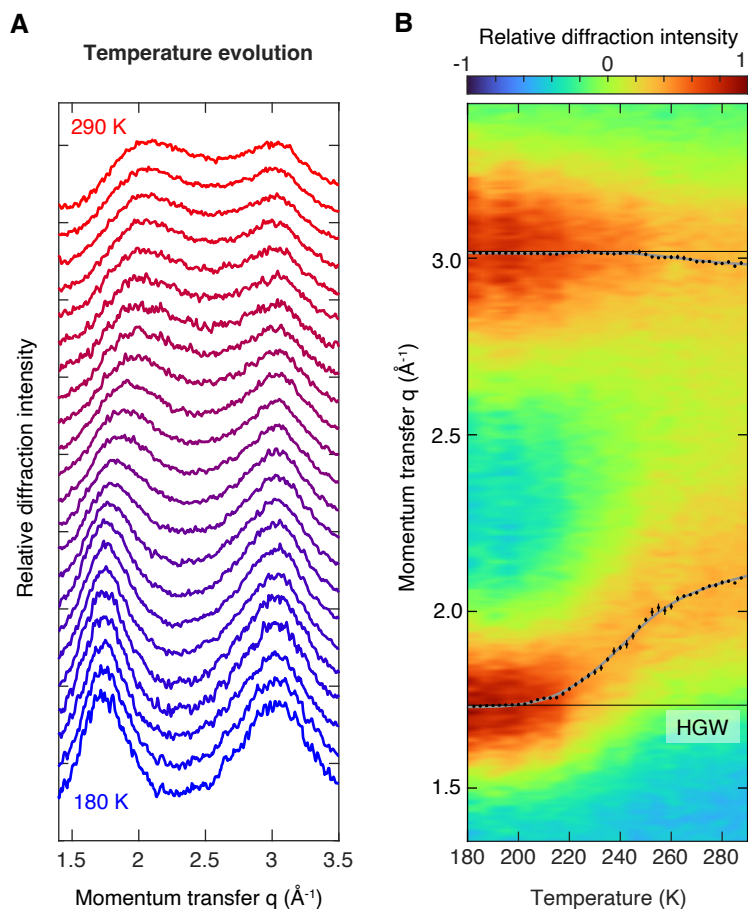 A
Temperature evolution
290 K
180 K
Relative diffraction intensity
1.5 2 2.5 3 3.5
Momentum transfer q (Å⁻¹)
B
Relative diffraction intensity
-1 0 1
3.0
2.5
2.0
1.5
Momentum transfer q (Å⁻¹)
HGW
180 200 220 240 260 280
Temperature (K)